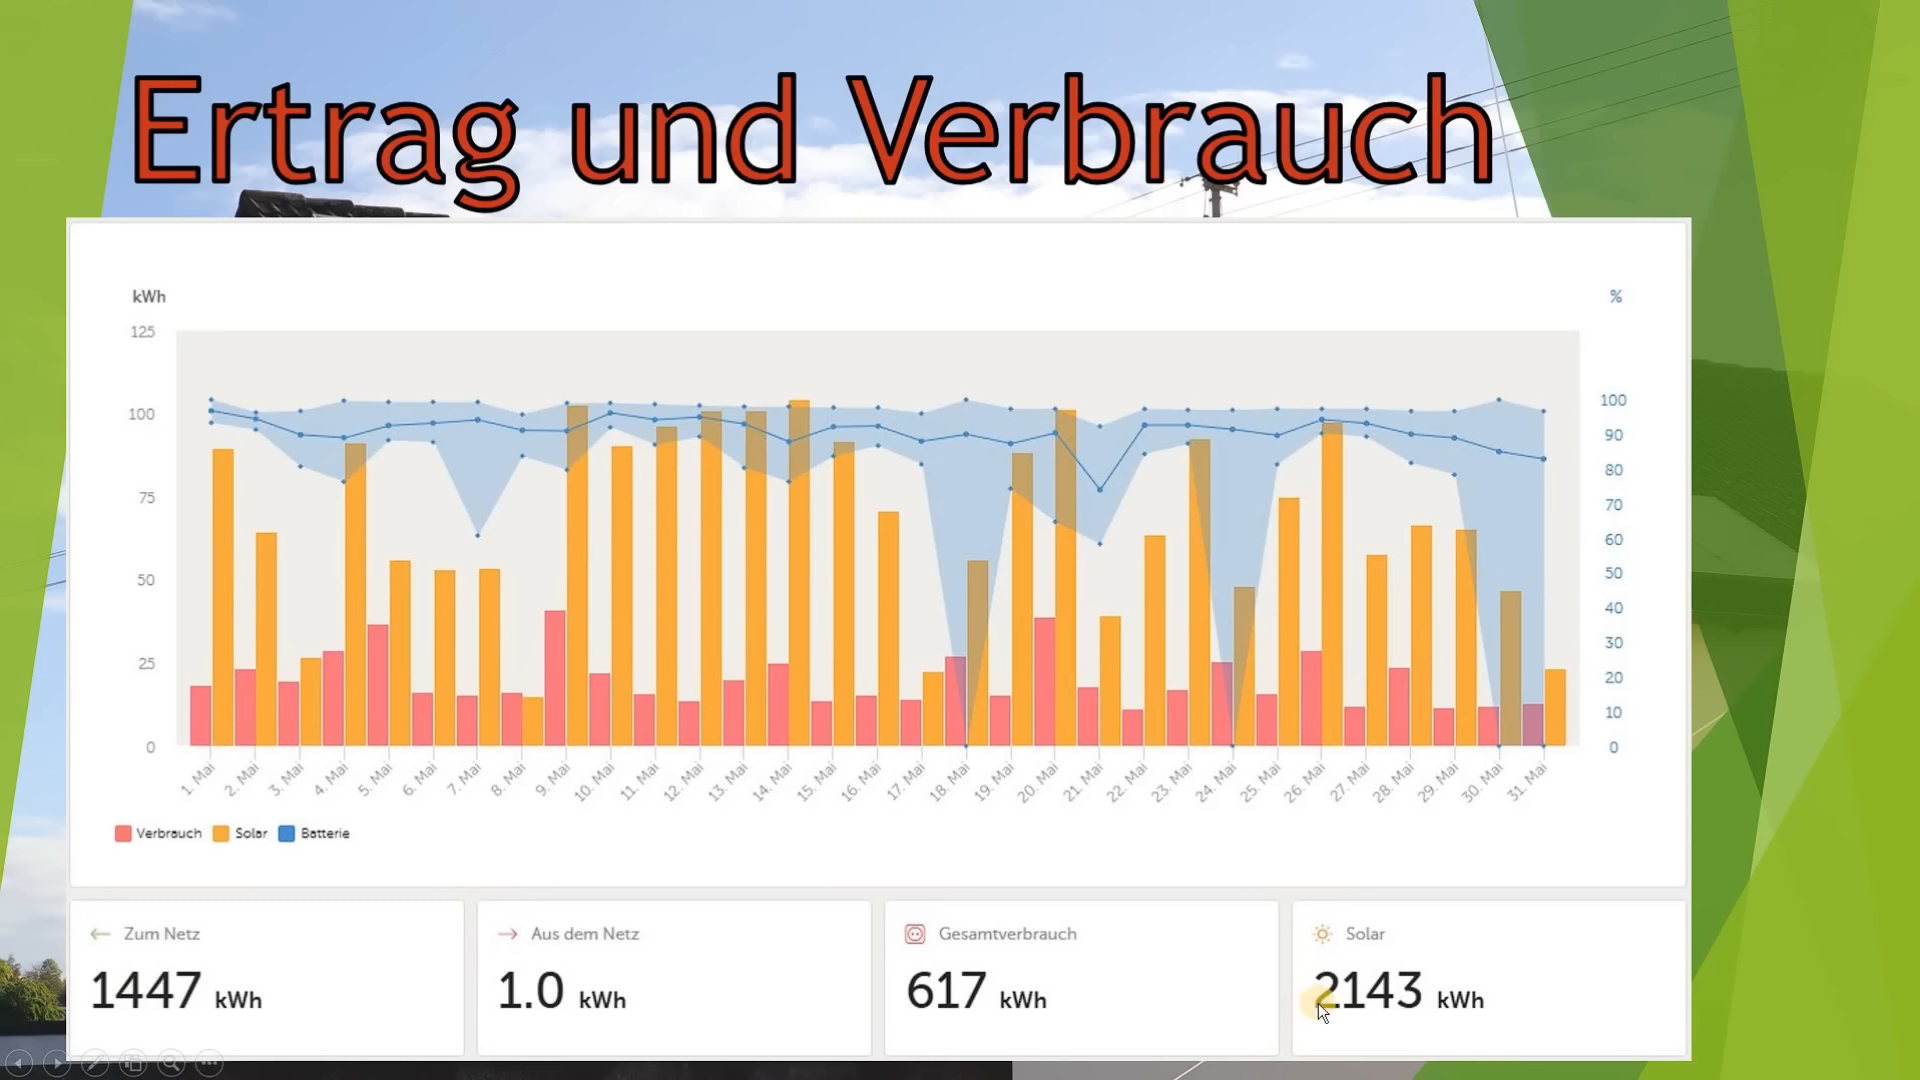 Ertrag und Verbrauch
kWh
%
125
100
75
50
25
0
100
90
80
70
60
50
40
30
20
10
0
1. Mai
2. Mai
3. Mai
4. Mai
5. Mai
6. Mai
7. Mai
8. Mai
9. Mai
10. Mai
11. Mai
12. Mai
13. Mai
14. Mai
15. Mai
16. Mai
17. Mai
18. Mai
19. Mai
20. Mai
21. Mai
22. Mai
23. Mai
24. Mai
25. Mai
26. Mai
27. Mai
28. Mai
29. Mai
30. Mai
31. Mai
Verbrauch Solar Batterie
Zum Netz
1447 kWh
Aus dem Netz
1.0 kWh
Gesamtverbrauch
617 kWh
Solar
2143 kWh